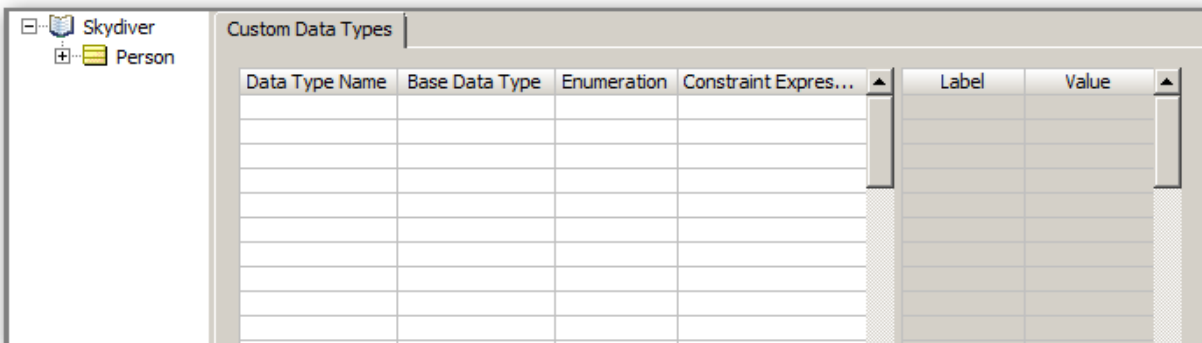 Skydiver
Person
Custom Data Types
Data Type Name Base Data Type Enumeration Constraint Expres... Label Value